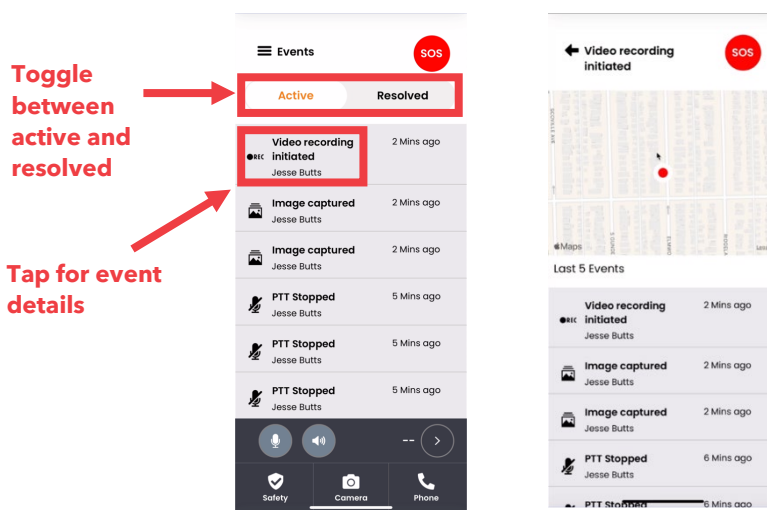 Toggle
between
active and
resolved
Tap for event
details
Events
SOS
Active
Resolved
Video recording
initiated
2 Mins ago
REC
Jesse Butts
Image captured
2 Mins ago
Jesse Butts
Image captured
2 Mins ago
Jesse Butts
PTT Stopped
5 Mins ago
Jesse Butts
PTT Stopped
5 Mins ago
Jesse Butts
PTT Stopped
5 Mins ago
Jesse Butts
--
Safety
Camera
Phone
Video recording
initiated
SOS
Maps
Last 5 Events
Video recording
initiated
2 Mins ago
REC
Jesse Butts
Image captured
2 Mins ago
Jesse Butts
Image captured
2 Mins ago
Jesse Butts
PTT Stopped
6 Mins ago
Jesse Butts
PTT Stopped
6 Mins ago